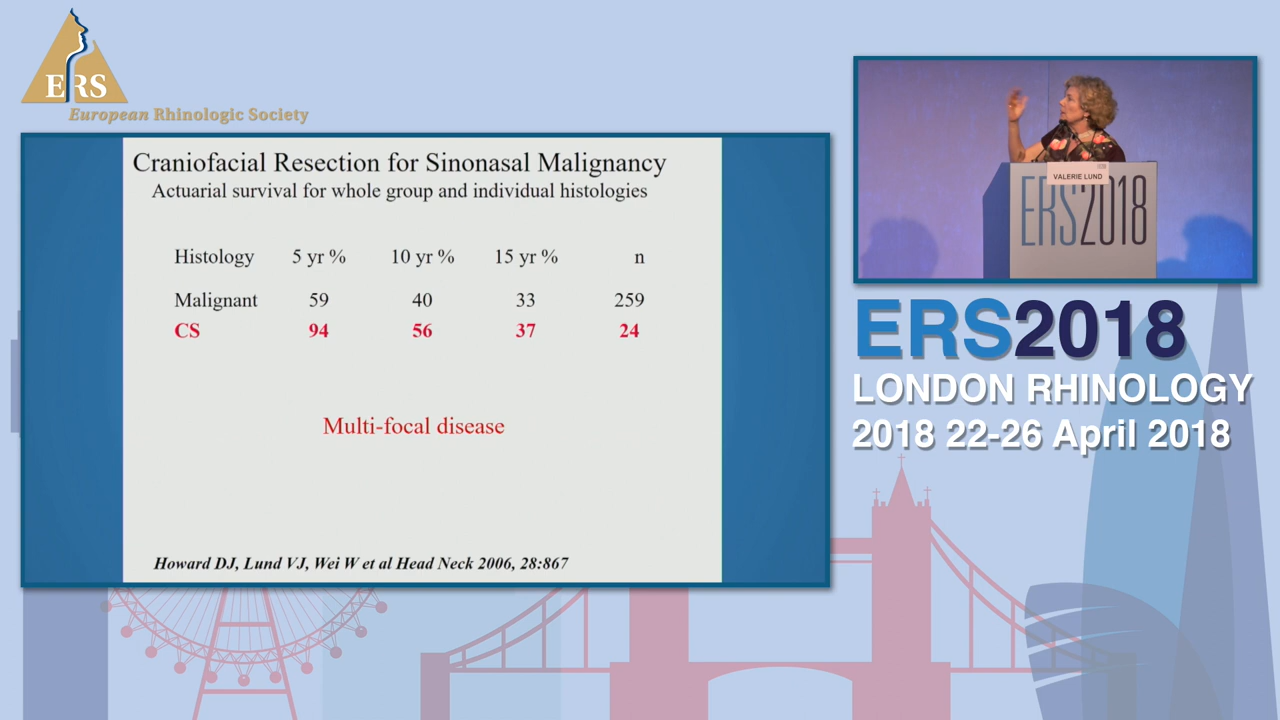 ERS
European Rhinologic Society
Craniofacial Resection for Sinonasal Malignancy
Actuarial survival for whole group and individual histologies
Histology 5 yr % 10 yr % 15 yr % n
Malignant 59 40 33 259
CS 94 56 37 24
Multi-focal disease
Howard DJ, Lund VJ, Wei W et al Head Neck 2006, 28:867
VALERIE LUND
ERS2018
ERS2018
LONDON RHINOLOGY
2018 22-26 April 2018